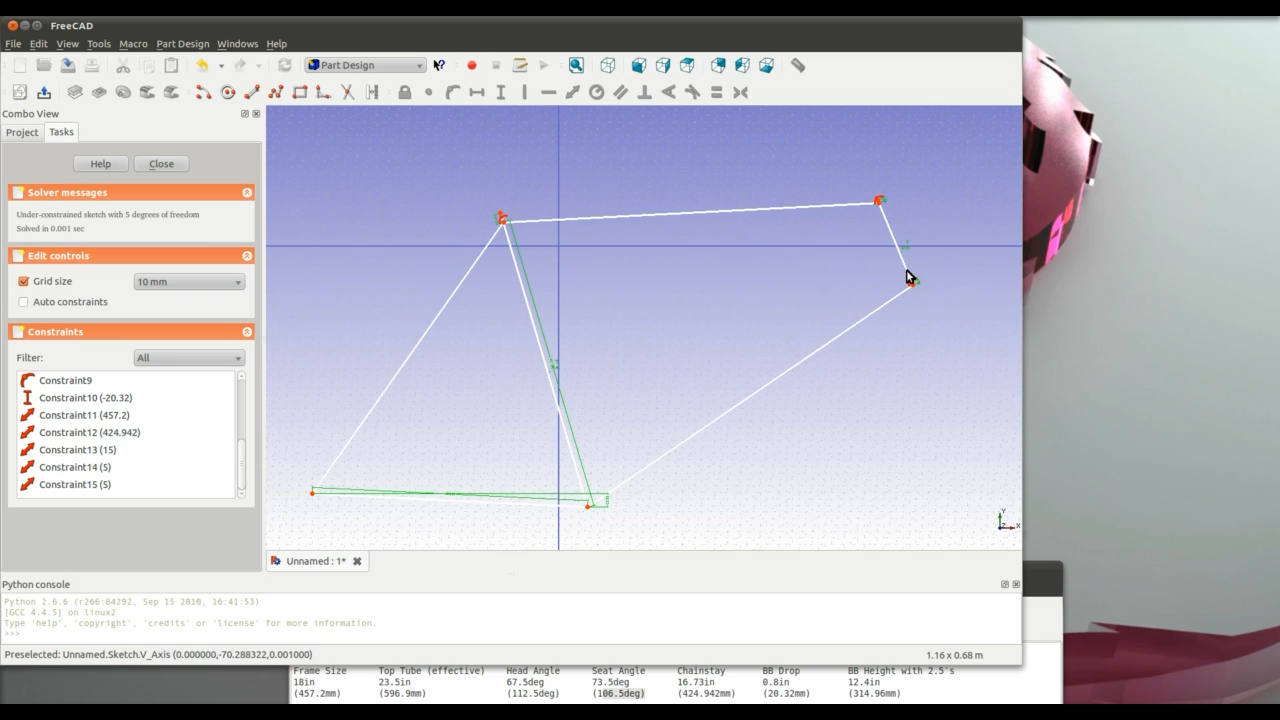 FreeCAD
File Edit View Tools Macro Part Design Windows Help
Part Design
Combo View
Project Tasks
Help Close
Solver messages
Under-constrained sketch with 5 degrees of freedom
Solved in 0.001 sec
Edit controls
Grid size 10 mm
Auto constraints
Constraints
Filter: All
Constraint9
Constraint10 (-20.32)
Constraint11 (457.2)
Constraint12 (424.942)
Constraint13 (15)
Constraint14 (5)
Constraint15 (5)
Y
Z X
Unnamed : 1*
Python console
Python 2.6.6 (r266:84292, Sep 15 2010, 16:41:53)
[GCC 4.4.5] on linux2
Type 'help', 'copyright', 'credits' or 'license' for more information.
>>>
Preselected: Unnamed.Sketch.V_Axis (0.000000,-70.288322,0.001000) 1.16 x 0.68 m
Frame Size Top Tube (effective) Head Angle Seat Angle Chainstay BB Drop BB Height with 2.5's
18in 23.5in 67.5deg 73.5deg 16.73in 0.8in 12.4in
(457.2mm) (596.9mm) (112.5deg) (106.5deg) (424.942mm) (20.32mm) (314.96mm)